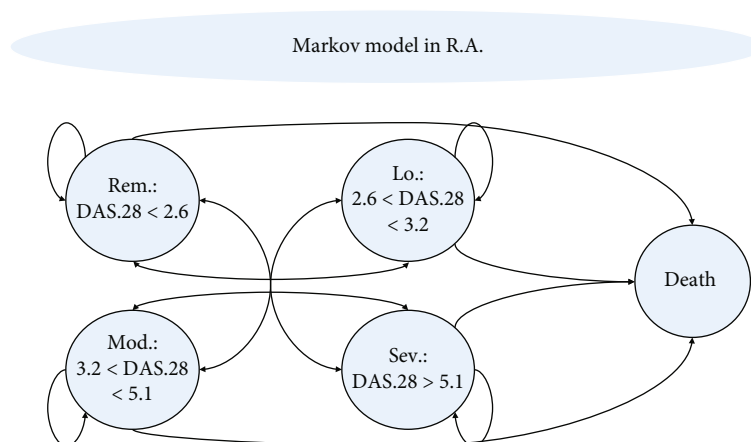 Markov model in R.A.
Rem.:
DAS.28 < 2.6
Lo.:
2.6 < DAS.28
< 3.2
Death
Mod.:
3.2 < DAS.28
< 5.1
Sev.:
DAS.28 > 5.1